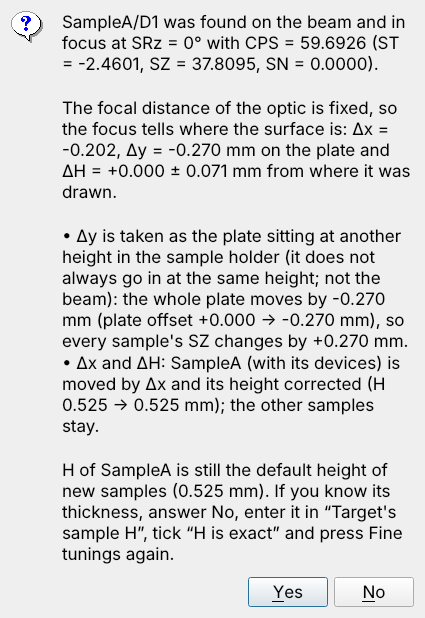 SampleA/D1 was found on the beam and in
focus at SRz = 0° with CPS = 59.6926 (ST
= -2.4601, SZ = 37.8095, SN = 0.0000).
The focal distance of the optic is fixed, so
the focus tells where the surface is: Δx =
-0.202, Δy = -0.270 mm on the plate and
ΔH = +0.000 ± 0.071 mm from where it was
drawn.
• Δy is taken as the plate sitting at another
height in the sample holder (it does not
always go in at the same height; not the
beam): the whole plate moves by -0.270
mm (plate offset +0.000 → -0.270 mm), so
every sample's SZ changes by +0.270 mm.
• Δx and ΔH: SampleA (with its devices) is
moved by Δx and its height corrected (H
0.525 → 0.525 mm); the other samples
stay.
H of SampleA is still the default height of
new samples (0.525 mm). If you know its
thickness, answer No, enter it in “Target's
sample H”, tick “H is exact” and press Fine
tunings again.
Yes
No